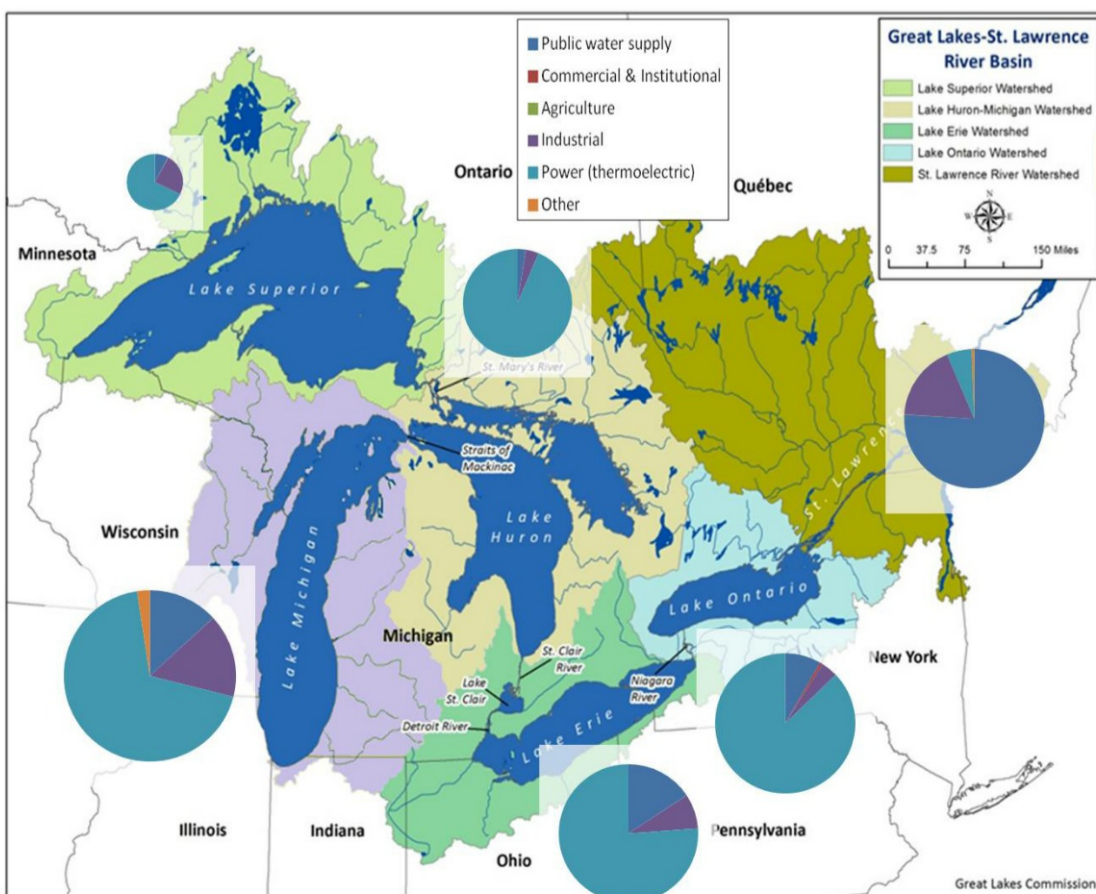 Public water supply
Commercial & Institutional
Agriculture
Industrial
Power (thermoelectric)
Other
Great Lakes-St. Lawrence
River Basin
Lake Superior Watershed
Lake Huron-Michigan Watershed
Lake Erie Watershed
Lake Ontario Watershed
St. Lawrence River Watershed
N
W E
S
0 37.5 75 150 Miles
Ontario
Québec
Minnesota
Lake Superior
St. Mary's River
Straits of
Mackinac
St. Lawrence
Wisconsin
Lake
Huron
Lake Michigan
Lake Ontario
Michigan
St. Clair
River
New York
Lake
St. Clair
Niagara
River
Detroit River
Lake Erie
Illinois
Indiana
Ohio
Pennsylvania
Great Lakes Commission